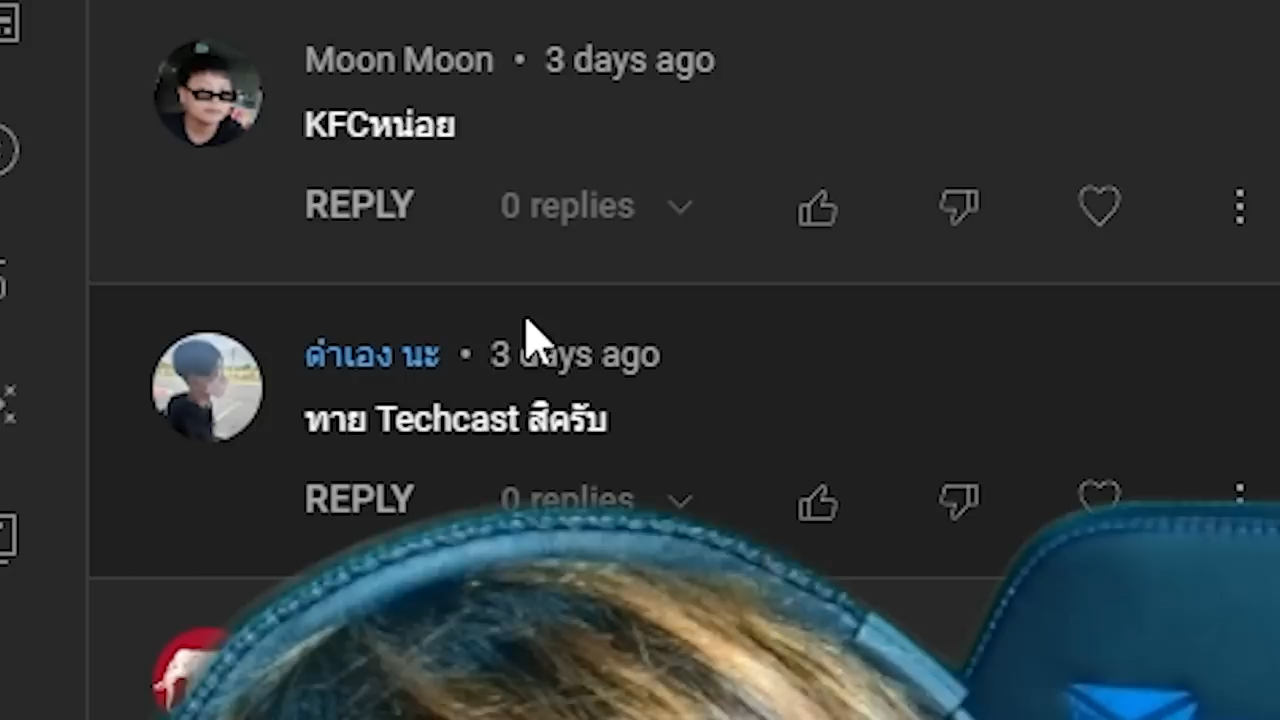 Moon Moon • 3 days ago
KFCหน่อย
REPLY 0 replies
ดำเอง นะ • 3 days ago
ทาย Techcast สิครับ
REPLY 0 replies